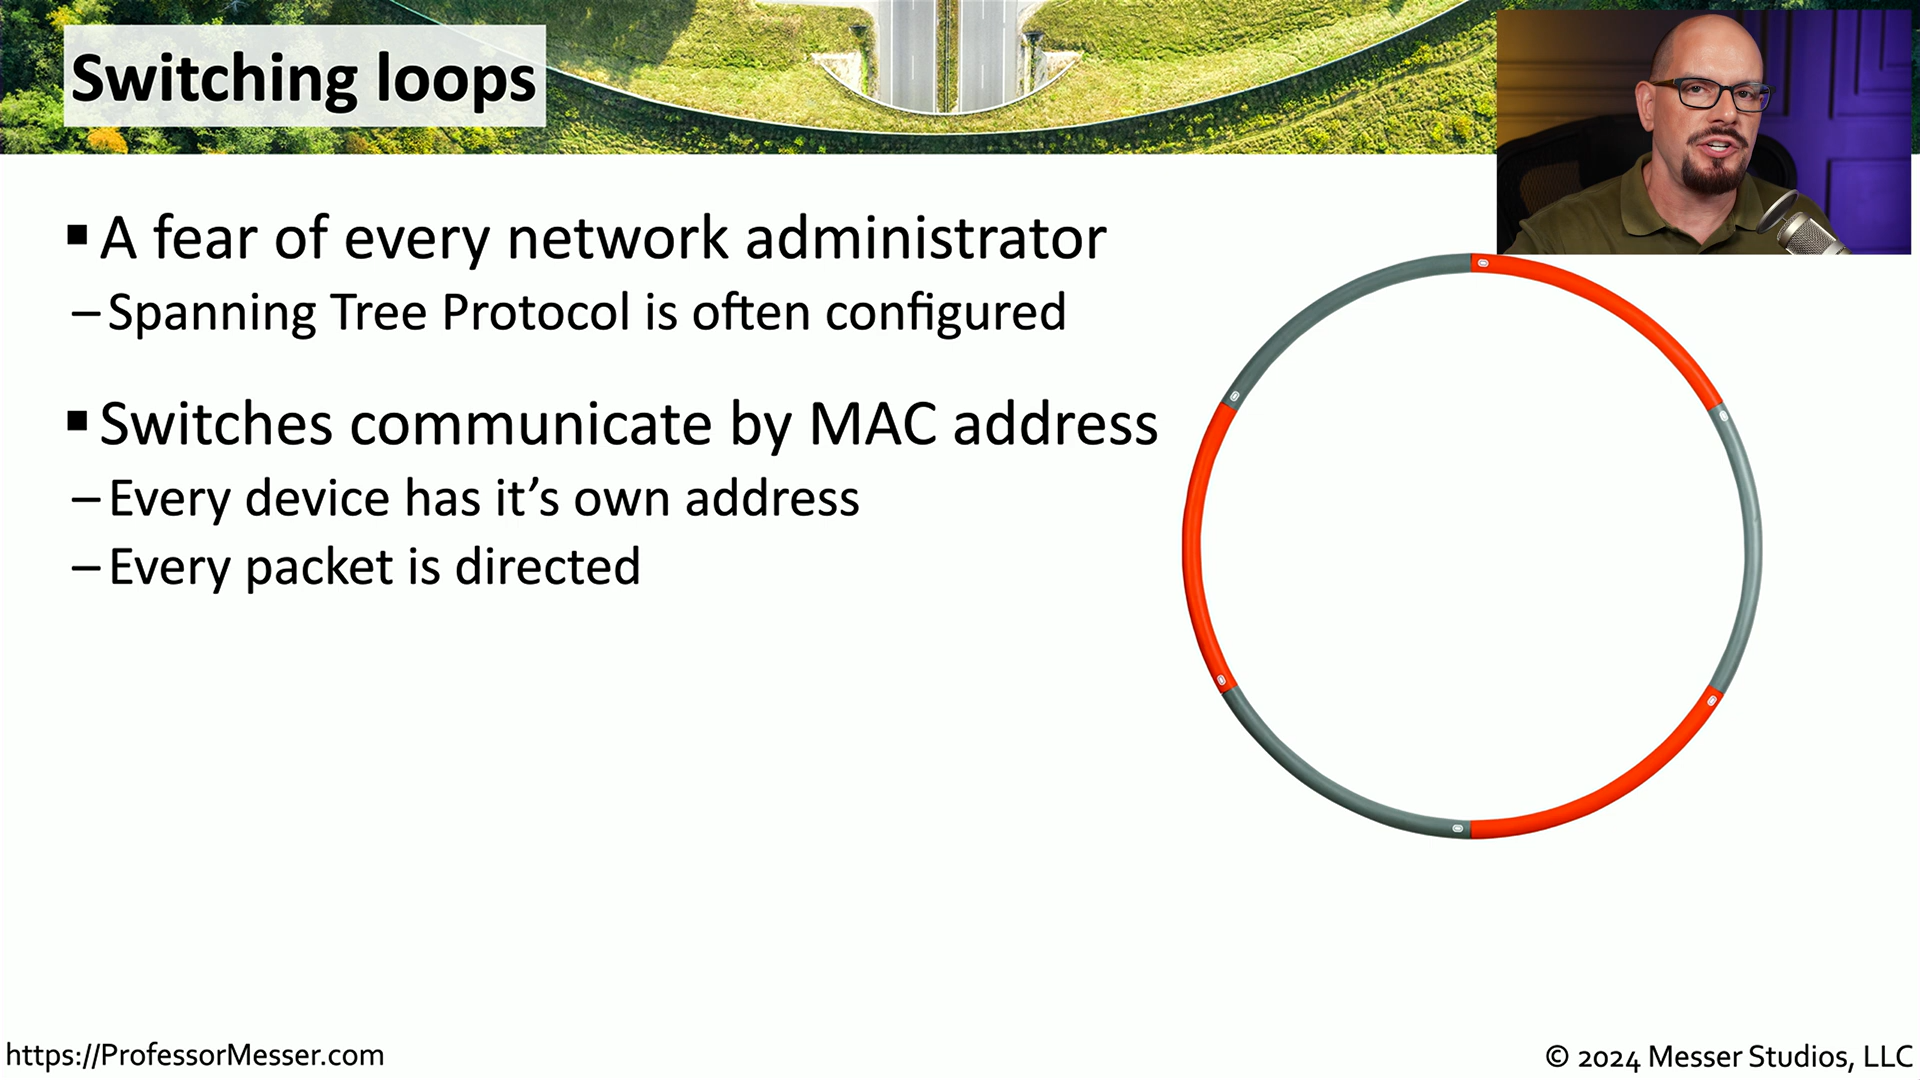 Switching loops
▪ A fear of every network administrator
– Spanning Tree Protocol is often configured
▪ Switches communicate by MAC address
– Every device has it’s own address
– Every packet is directed
https://ProfessorMesser.com
© 2024 Messer Studios, LLC